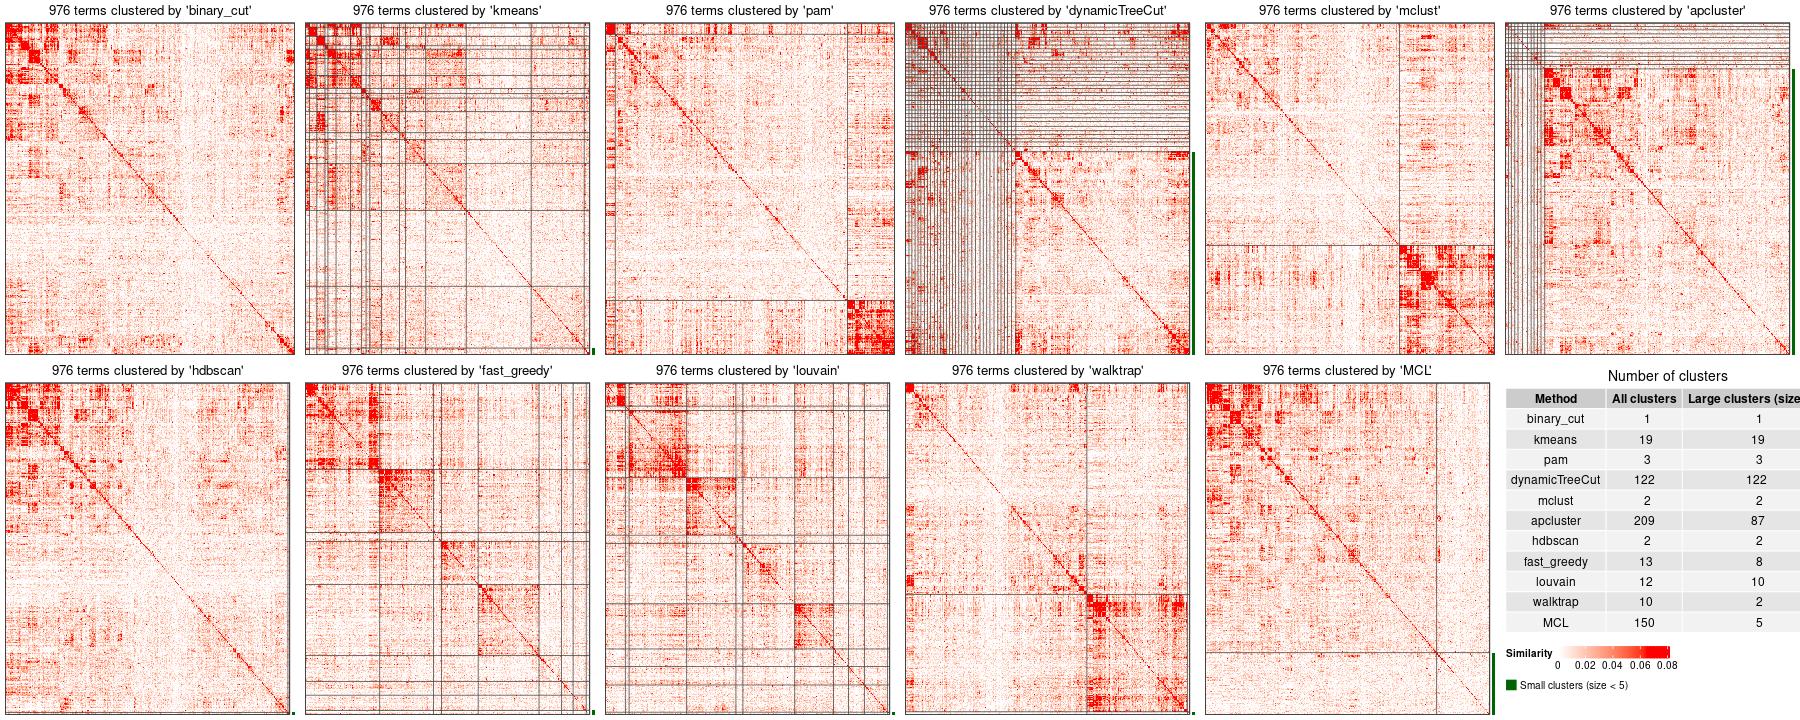 976 terms clustered by 'binary_cut'
976 terms clustered by 'kmeans'
976 terms clustered by 'pam'
976 terms clustered by 'dynamicTreeCut'
976 terms clustered by 'mclust'
976 terms clustered by 'apcluster'
976 terms clustered by 'hdbscan'
976 terms clustered by 'fast_greedy'
976 terms clustered by 'louvain'
976 terms clustered by 'walktrap'
976 terms clustered by 'MCL'
Number of clusters
Method All clusters Large clusters (size
binary_cut 1 1
kmeans 19 19
pam 3 3
dynamicTreeCut 122 122
mclust 2 2
apcluster 209 87
hdbscan 2 2
fast_greedy 13 8
louvain 12 10
walktrap 10 2
MCL 150 5
Similarity
0 0.02 0.04 0.06 0.08
Small clusters (size < 5)